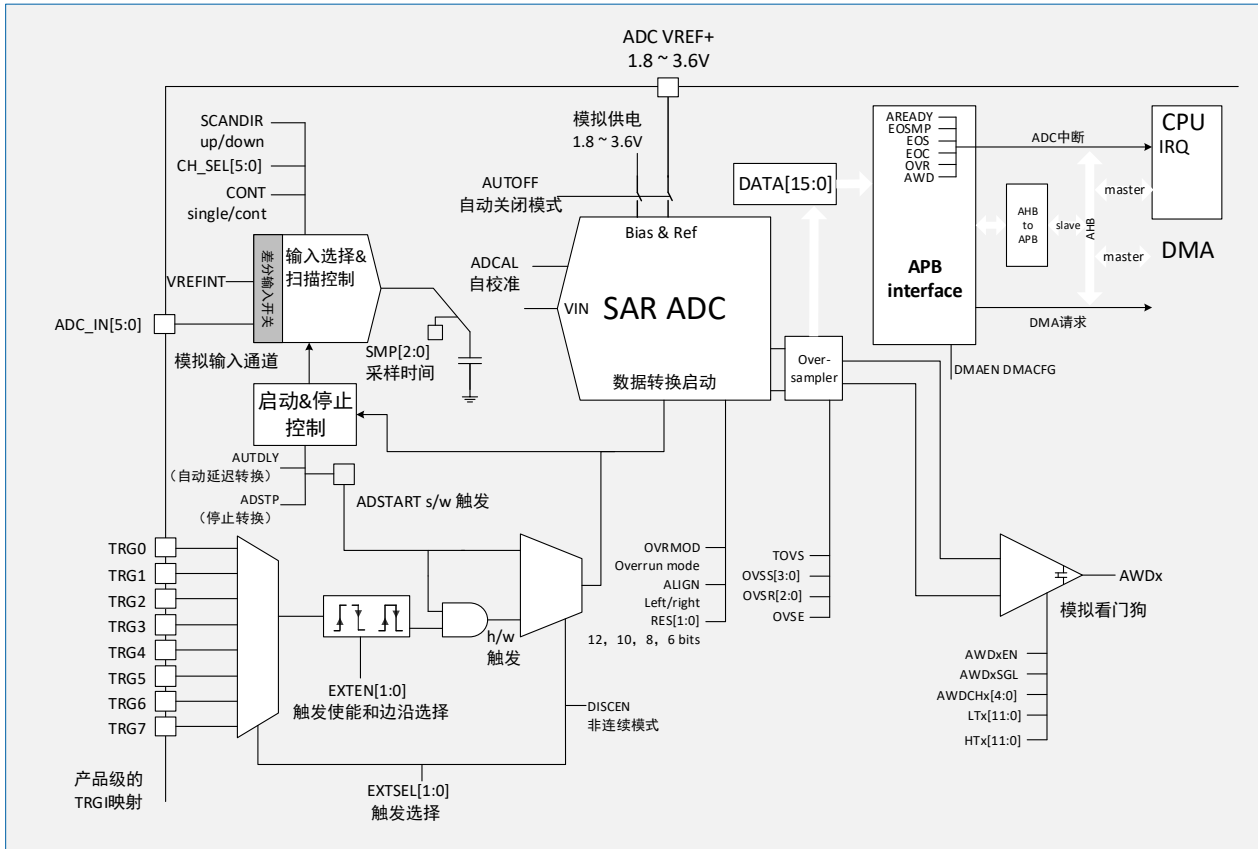 ADC VREF+
1.8 ~ 3.6V
SCANDIR
up/down
CH_SEL[5:0]
CONT
single/cont
模拟供电
1.8 ~ 3.6V
AUTOFF
自动关闭模式
DATA[15:0]
AREADY
EOSMP
EOS
EOC
OVR
AWD
ADC中断
CPU
IRQ
master
AHB
to
APB
slave
AHB
master
DMA
APB
interface
DMA请求
DMAEN DMACFG
差分输入开关
输入选择&
扫描控制
VREFINT
ADC_IN[5:0]
模拟输入通道
SMP[2:0]
采样时间
ADCAL
自校准
Bias & Ref
VIN
SAR ADC
数据转换启动
Over-
sampler
启动&停止
控制
AUTDLY
（自动延迟转换）
ADSTP
（停止转换）
ADSTART s/w 触发
TRG0
TRG1
TRG2
TRG3
TRG4
TRG5
TRG6
TRG7
h/w
触发
EXTEN[1:0]
触发使能和边沿选择
DISCEN
非连续模式
EXTSEL[1:0]
触发选择
产品级的
TRGI映射
OVRMOD
Overrun mode
ALIGN
Left/right
RES[1:0]
12，10，8，6 bits
TOVS
OVSS[3:0]
OVSR[2:0]
OVSE
AWDx
模拟看门狗
AWDxEN
AWDxSGL
AWDCHx[4:0]
LTx[11:0]
HTx[11:0]